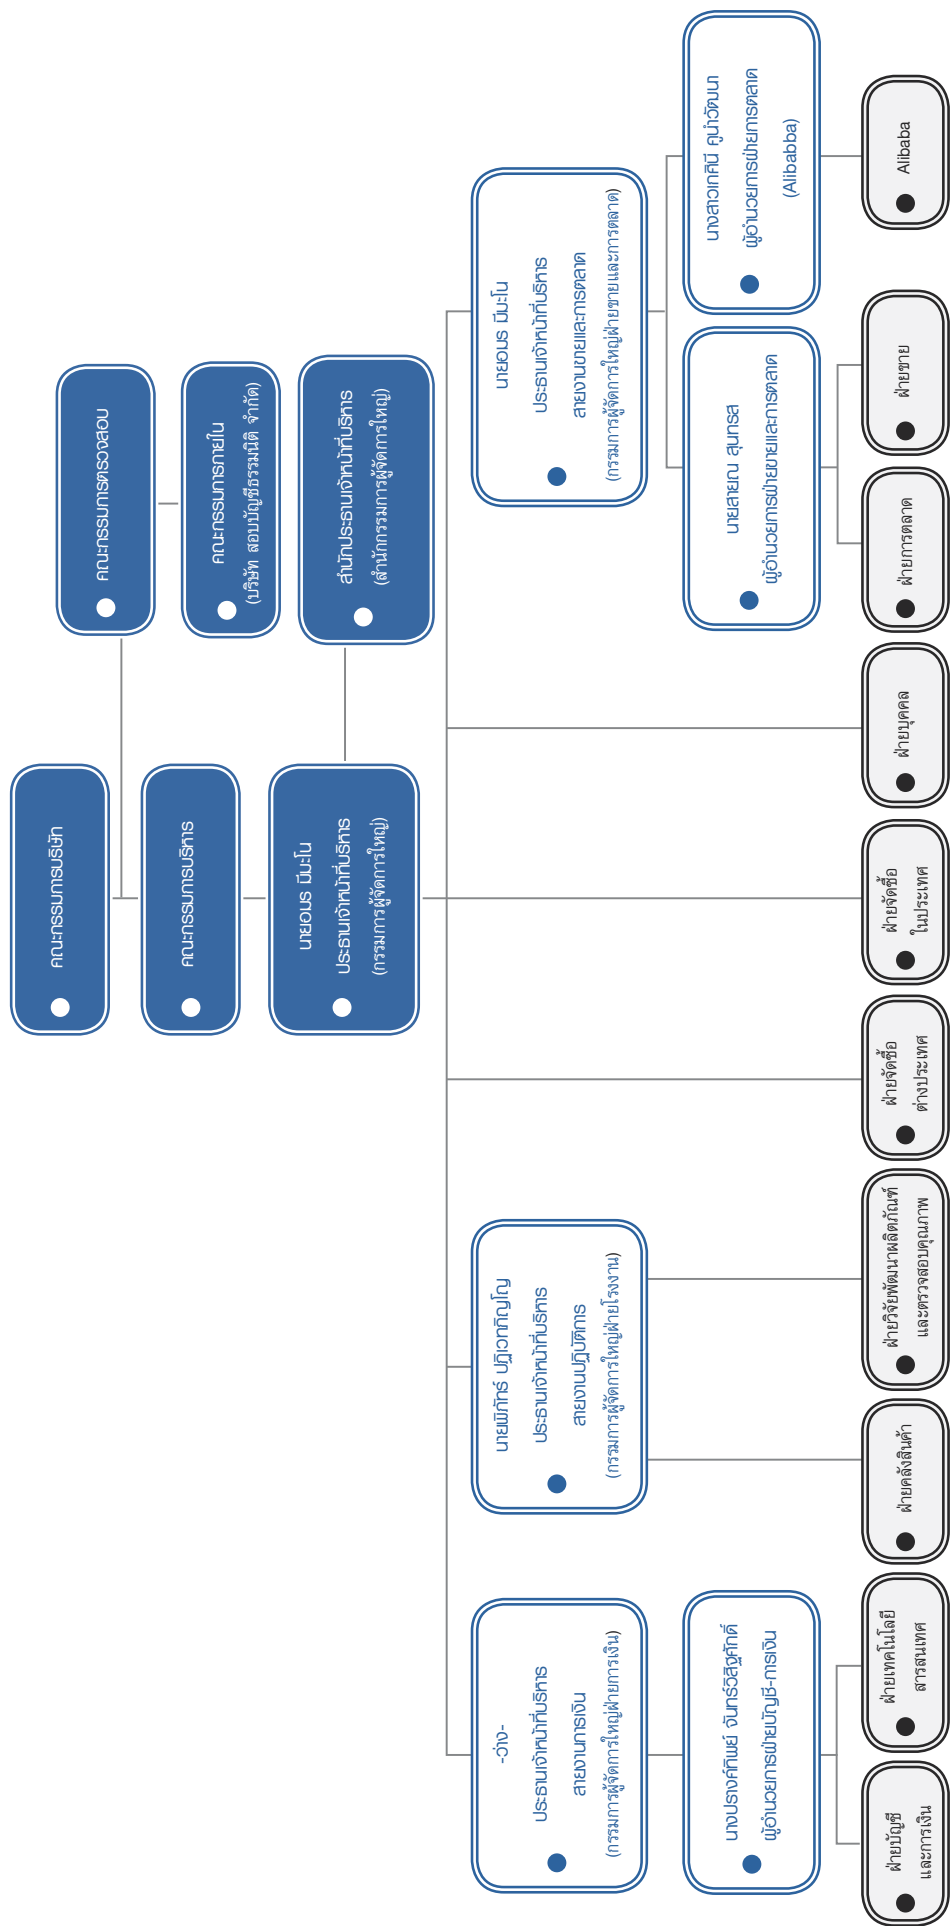 คณะกรรมการบริษัท
คณะกรรมการตรวจสอบ
คณะกรรมการบริหาร
คณะกรรมการภายใน
(บริษัท สอบบัญชีธรรมนิติ จำกัด)
นายอมร มีมะโน
ประธานเจ้าหน้าที่บริหาร
(กรรมการผู้จัดการใหญ่)
สำนักประธานเจ้าหน้าที่บริหาร
(สำนักกรรมการผู้จัดการใหญ่)
-ว่าง-
ประธานเจ้าหน้าที่บริหาร
สายงานการเงิน
(กรรมการผู้จัดการใหญ่ฝ่ายการเงิน)
นายพิภัทร์ ปฏิเวทภิญโญ
ประธานเจ้าหน้าที่บริหาร
สายงานปฏิบัติการ
(กรรมการผู้จัดการใหญ่ฝ่ายโรงงาน)
นายอมร มีมะโน
ประธานเจ้าหน้าที่บริหาร
สายงานขายและการตลาด
(กรรมการผู้จัดการใหญ่ฝ่ายขายและการตลาด)
นางปรางค์ทิพย์ จันทร์วิสิฐศักดิ์
ผู้อำนวยการฝ่ายบัญชี-การเงิน
นายสายณ สุนทรส
ผู้อำนวยการฝ่ายขายและการตลาด
นางสาวเกศินี คูนำวัฒนา
ผู้อำนวยการฝ่ายการตลาด
(Alibabba)
ฝ่ายบัญชี
และการเงิน
ฝ่ายเทคโนโลยี
สารสนเทศ
ฝ่ายคลังสินค้า
ฝ่ายวิจัยพัฒนาผลิตภัณฑ์
และตรวจสอบคุณภาพ
ฝ่ายจัดซื้อ
ต่างประเทศ
ฝ่ายจัดซื้อ
ในประเทศ
ฝ่ายบุคคล
ฝ่ายการตลาด
ฝ่ายขาย
Alibaba